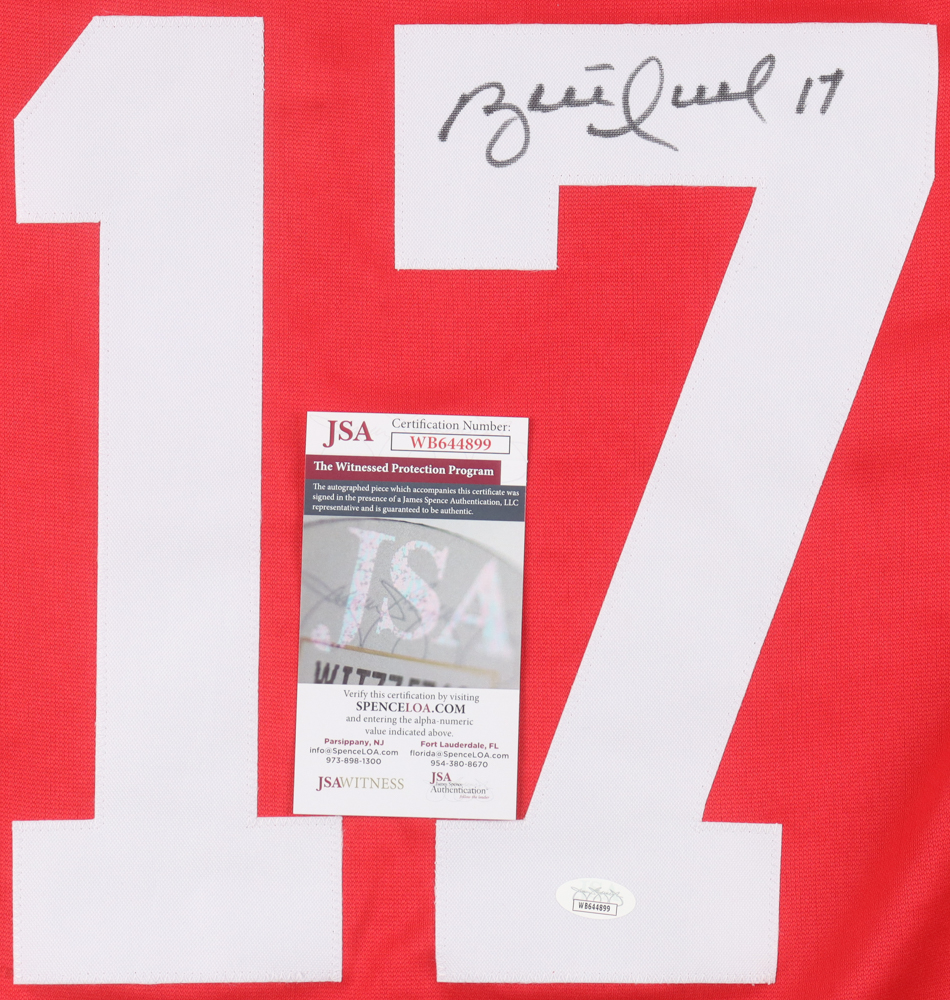 17
17
JSA
Certification Number:
WB644899
The Witnessed Protection Program
The autographed piece which accompanies this certificate was
signed in the presence of a James Spence Authentication, LLC
representative and is guaranteed to be authentic.
JSA
Verify this certification by visiting
SPENCELOA.COM
and entering the alpha-numeric
value indicated above.
Parsippany, NJ
info@SpenceLOA.com
973-898-1300
Fort Lauderdale, FL
florida@SpenceLOA.com
954-380-8670
JSAWITNESS
JSA
James Spence
Authentication
WB644899